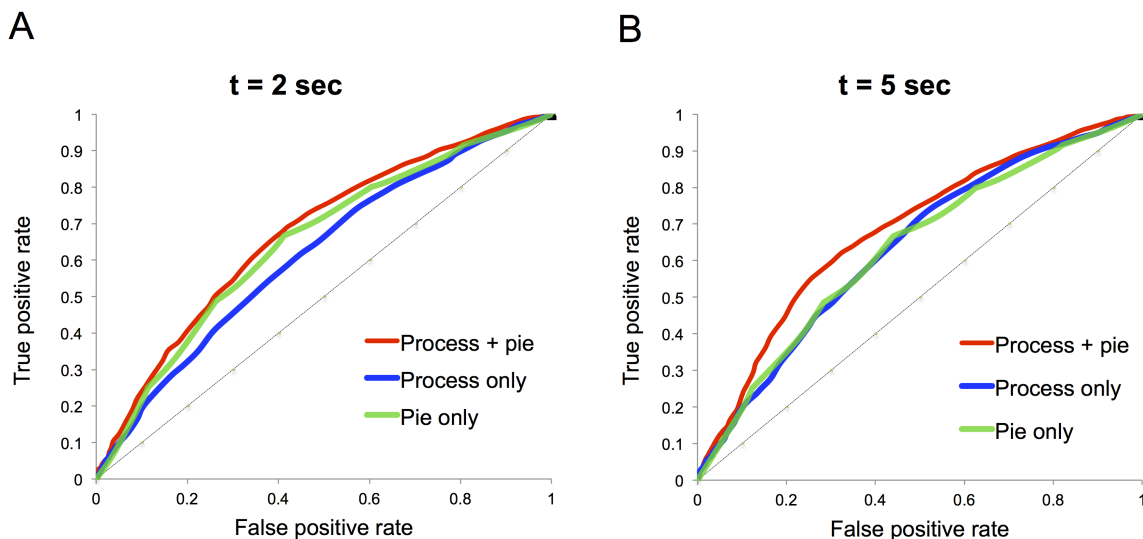 A
t = 2 sec
True positive rate
1
0.9
0.8
0.7
0.6
0.5
0.4
0.3
0.2
0.1
0
0
0.2
0.4
0.6
0.8
1
False positive rate
Process + pie
Process only
Pie only
B
t = 5 sec
True positive rate
1
0.9
0.8
0.7
0.6
0.5
0.4
0.3
0.2
0.1
0
0
0.2
0.4
0.6
0.8
1
False positive rate
Process + pie
Process only
Pie only